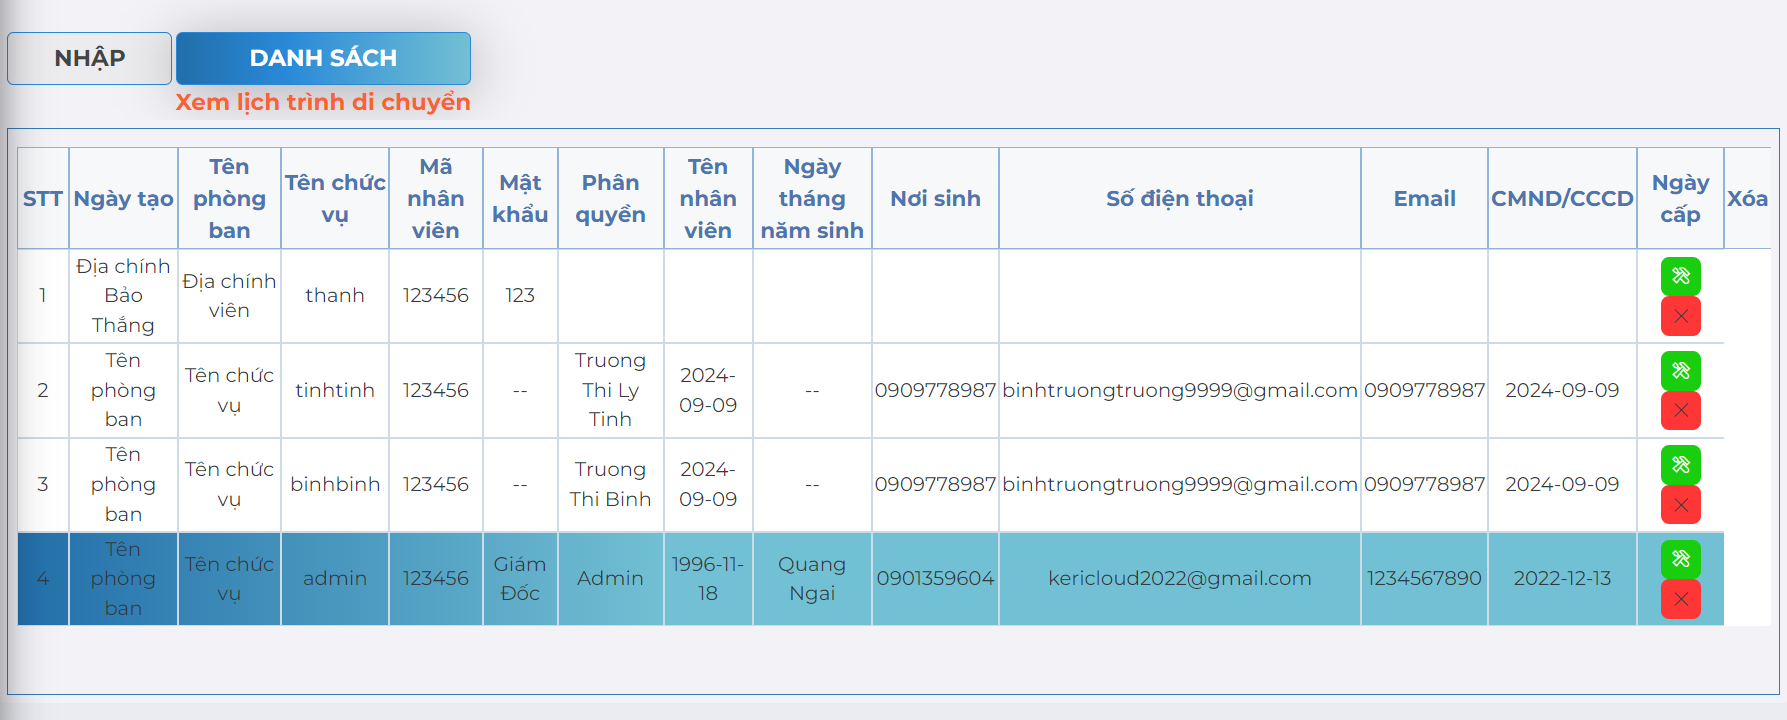 NHẬP DANH SÁCH
Xem lịch trình di chuyển
STT Ngày tạo Tên phòng ban Tên chức vụ Mã nhân viên Mật khẩu Phân quyền Tên nhân viên Ngày tháng năm sinh Nơi sinh Số điện thoại Email CMND/CCCD Ngày cấp Xóa
1 Địa chính Bảo Thắng Địa chính viên thanh 123456 123
2 Tên phòng ban Tên chức vụ tinhtinh 123456 -- Truong Thi Ly Tinh 2024-09-09 -- 0909778987 binhtruongtruong9999@gmail.com 0909778987 2024-09-09
3 Tên phòng ban Tên chức vụ binhbinh 123456 -- Truong Thi Binh 2024-09-09 -- 0909778987 binhtruongtruong9999@gmail.com 0909778987 2024-09-09
4 Tên phòng ban Tên chức vụ admin 123456 Giám Đốc Admin 1996-11-18 Quang Ngai 0901359604 kericloud2022@gmail.com 1234567890 2022-12-13